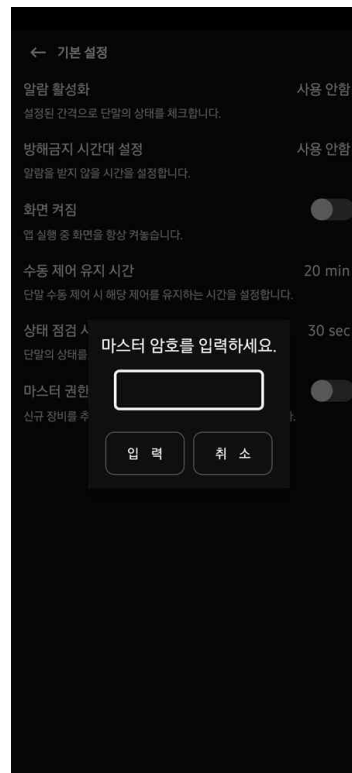 ← 기본 설정
알람 활성화 사용 안함
설정된 간격으로 단말의 상태를 체크합니다.
방해금지 시간대 설정 사용 안함
알람을 받지 않을 시간을 설정합니다.
화면 켜짐
앱 실행 중 화면을 항상 켜놓습니다.
수동 제어 유지 시간 20 min
단말 수동 제어 시 해당 제어를 유지하는 시간을 설정합니다.
상태 점검 30 sec
단말의 상태를
마스터 권한
신규 장비를
마스터 암호를 입력하세요.
입 력 취 소